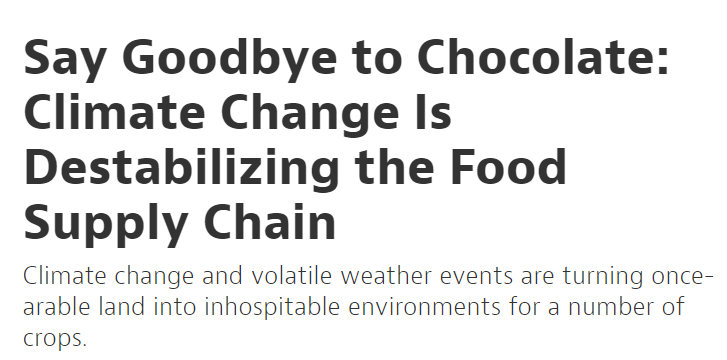 Say Goodbye to Chocolate:
Climate Change Is
Destabilizing the Food
Supply Chain
Climate change and volatile weather events are turning once-
arable land into inhospitable environments for a number of
crops.